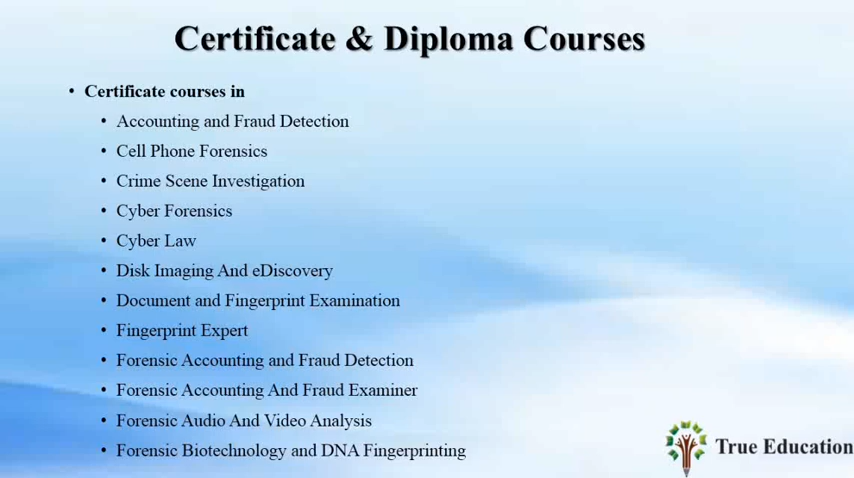 Certificate & Diploma Courses
• Certificate courses in
• Accounting and Fraud Detection
• Cell Phone Forensics
• Crime Scene Investigation
• Cyber Forensics
• Cyber Law
• Disk Imaging And eDiscovery
• Document and Fingerprint Examination
• Fingerprint Expert
• Forensic Accounting and Fraud Detection
• Forensic Accounting And Fraud Examiner
• Forensic Audio And Video Analysis
• Forensic Biotechnology and DNA Fingerprinting
True Education